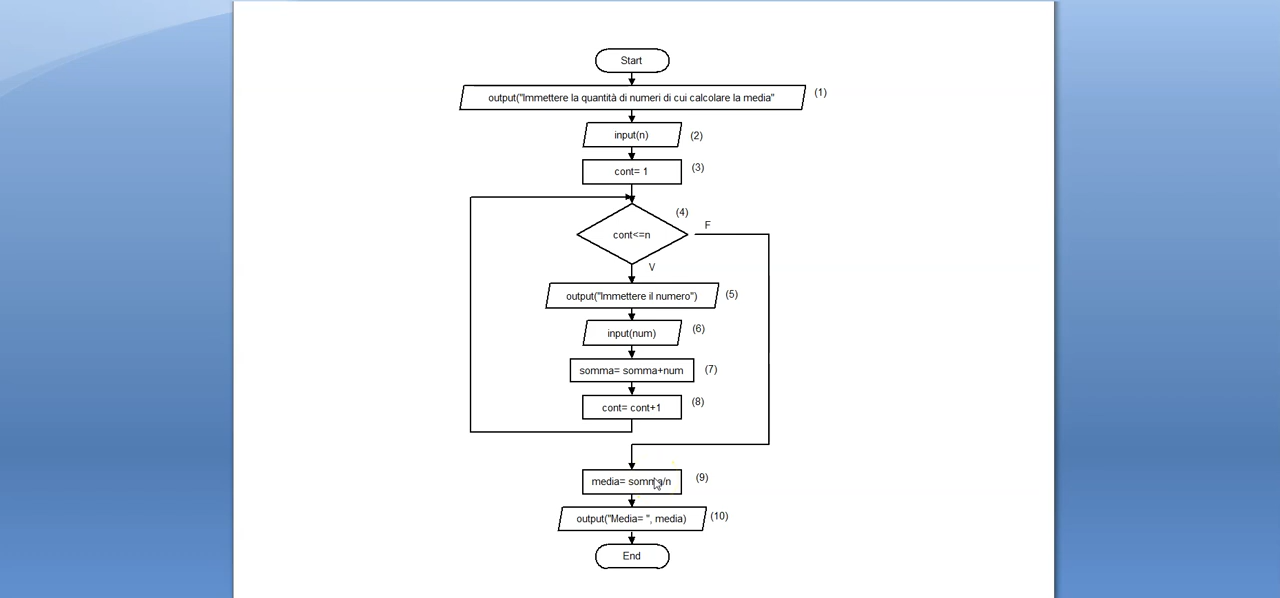 Start
output("Immettere la quantità di numeri di cui calcolare la media"
(1)
input(n)
(2)
cont= 1
(3)
(4)
cont<=n
F
V
output("Immettere il numero")
(5)
input(num)
(6)
somma= somma+num
(7)
cont= cont+1
(8)
media= somma/n
(9)
output("Media= ", media)
(10)
End